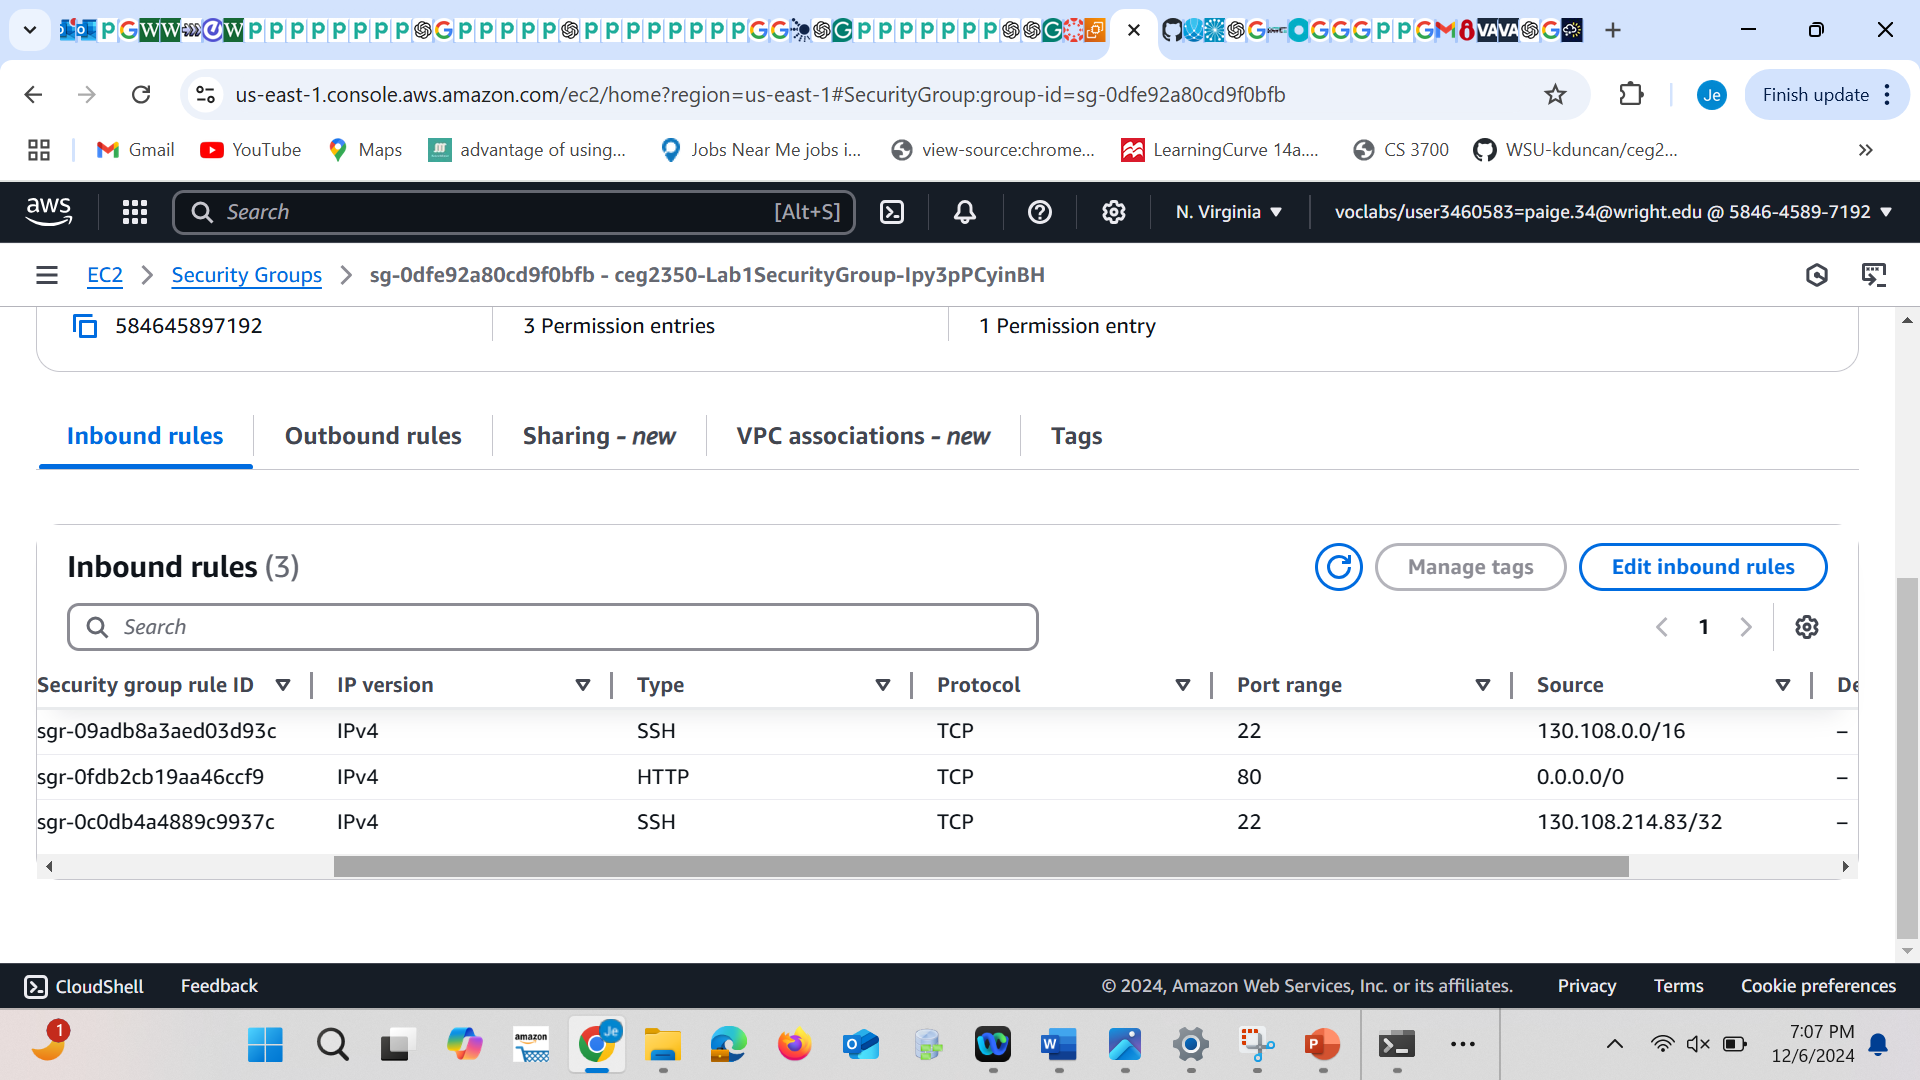 us-east-1.console.aws.amazon.com/ec2/home?region=us-east-1#SecurityGroup:group-id=sg-0dfe92a80cd9f0bfb
Je
Finish update
Gmail
YouTube
Maps
advantage of using...
Jobs Near Me jobs i...
view-source:chrome...
LearningCurve 14a....
CS 3700
WSU-kduncan/ceg2...
aws
Search
[Alt+S]
N. Virginia
voclabs/user3460583=paige.34@wright.edu @ 5846-4589-7192
EC2
Security Groups
sg-0dfe92a80cd9f0bfb - ceg2350-Lab1SecurityGroup-Ipy3pPCyinBH
584645897192
3 Permission entries
1 Permission entry
Inbound rules
Outbound rules
Sharing - new
VPC associations - new
Tags
Inbound rules (3)
Manage tags
Edit inbound rules
Search
1
Security group rule ID
IP version
Type
Protocol
Port range
Source
De
sgr-09adb8a3aed03d93c IPv4 SSH TCP 22 130.108.0.0/16 –
sgr-0fdb2cb19aa46ccf9 IPv4 HTTP TCP 80 0.0.0.0/0 –
sgr-0c0db4a4889c9937c IPv4 SSH TCP 22 130.108.214.83/32 –
CloudShell
Feedback
© 2024, Amazon Web Services, Inc. or its affiliates.
Privacy
Terms
Cookie preferences
1
amazon
Je
7:07 PM
12/6/2024